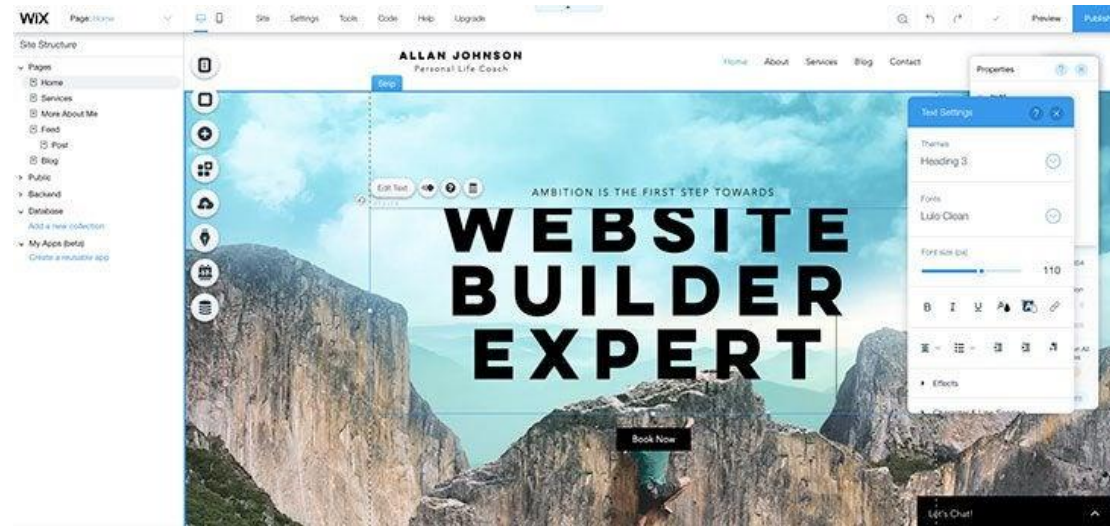 WIX Page: Home Site Settings Tools Code Help Upgrade Preview Publish
Site Structure
Pages
Home
Services
More About Me
Feed
Post
Blog
Public
Backend
Database
Add a new collection
My Apps (beta)
Create a reusable app
ALLAN JOHNSON
Personal Life Coach
Home About Services Blog Contact
Strip
Edit Text
AMBITION IS THE FIRST STEP TOWARDS
WEBSITE
BUILDER
EXPERT
Book Now
Properties
Text Settings
Themes
Heading 3
Fonts
Lulo Clean
Font size (px)
110
B I U
Effects
Let's Chat!